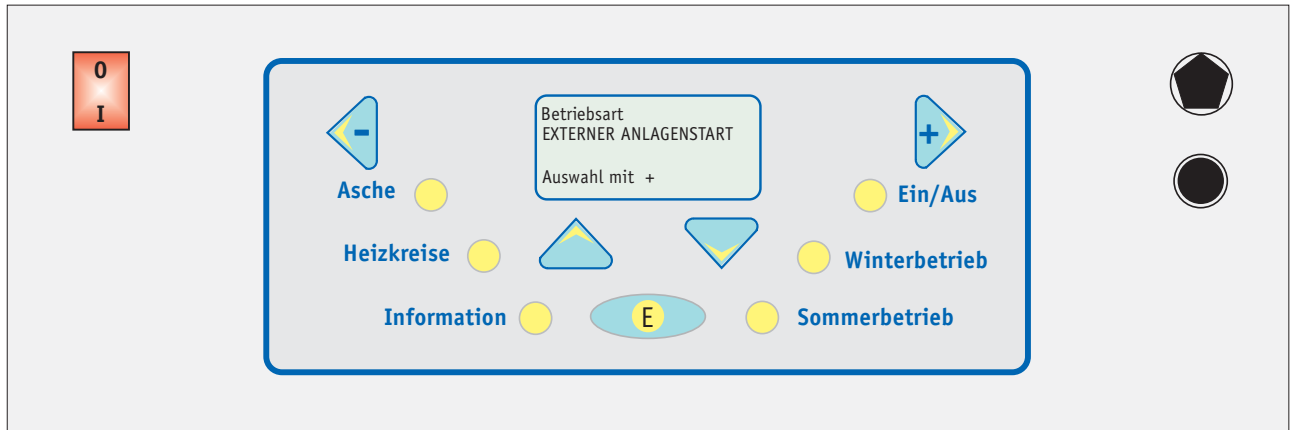 0
I
-
Betriebsart
EXTERNER ANLAGENSTART
Auswahl mit +
+
Asche
Ein/Aus
Heizkreise
Winterbetrieb
Information
E
Sommerbetrieb